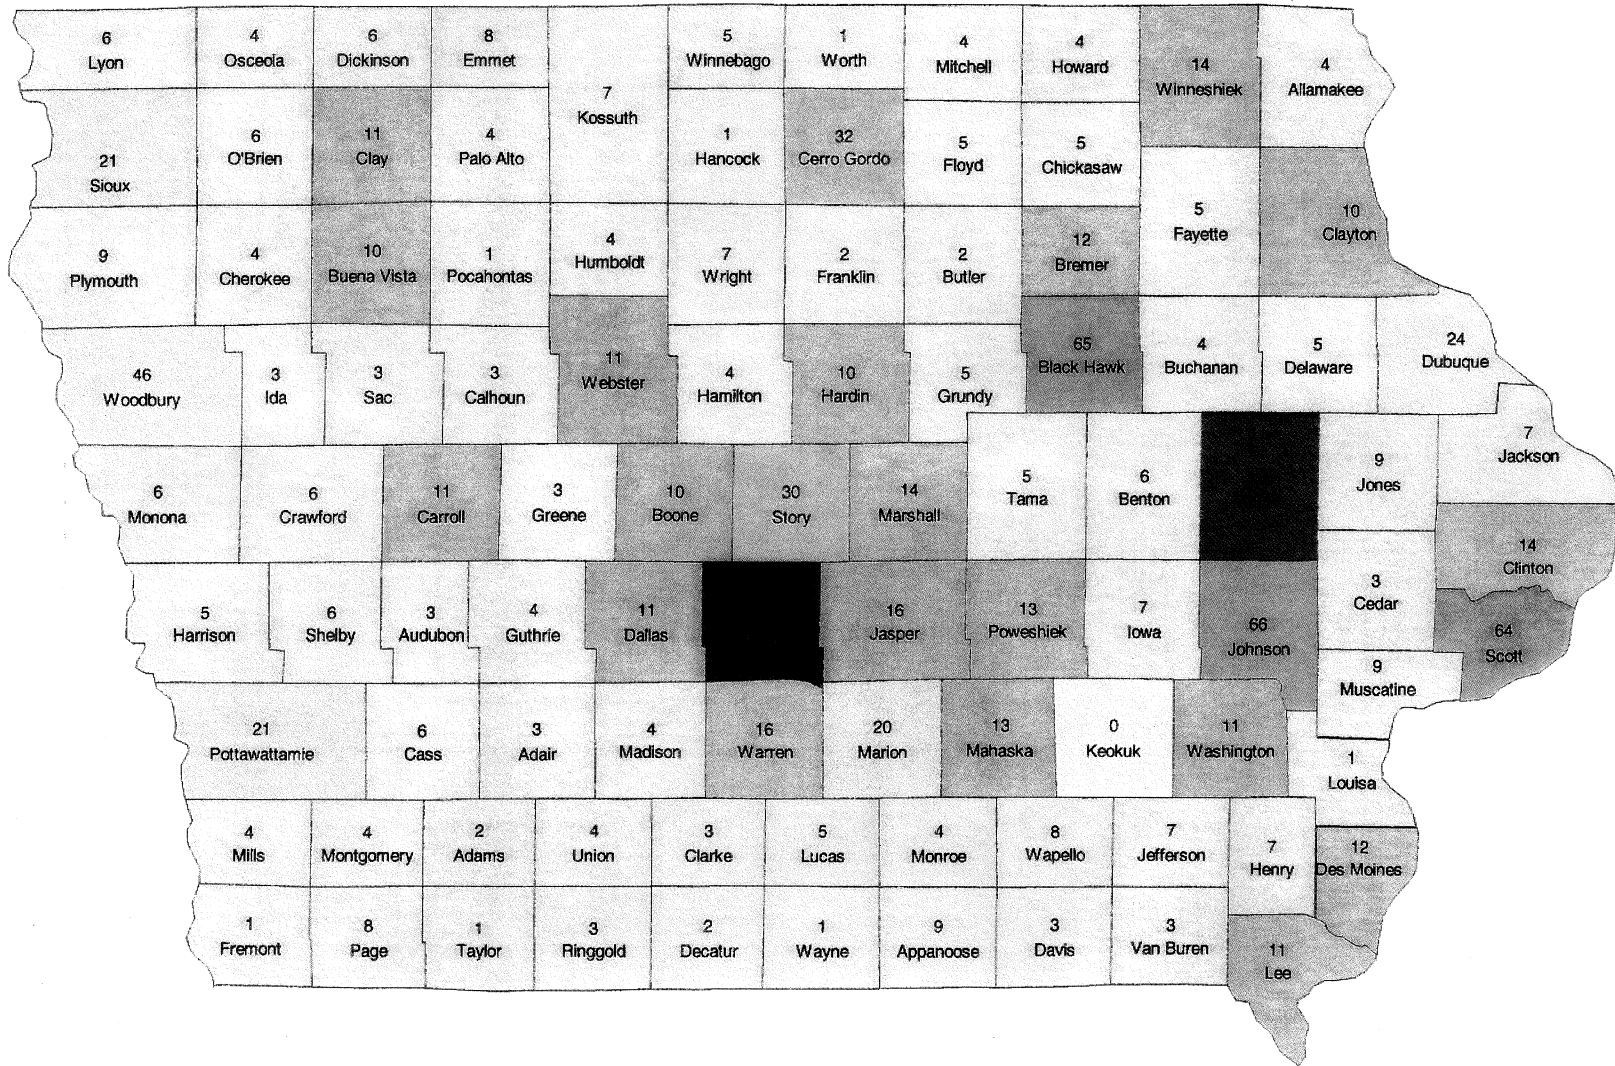 6
Lyon
4
Osceola
6
Dickinson
8
Emmet
7
Kossuth
5
Winnebago
1
Worth
4
Mitchell
4
Howard
14
Winneshiek
4
Allamakee
21
Sioux
6
O'Brien
11
Clay
4
Palo Alto
1
Hancock
32
Cerro Gordo
5
Floyd
5
Chickasaw
5
Fayette
10
Clayton
9
Plymouth
4
Cherokee
10
Buena Vista
1
Pocahontas
4
Humboldt
7
Wright
2
Franklin
2
Butler
12
Bremer
46
Woodbury
3
Ida
3
Sac
3
Calhoun
11
Webster
4
Hamilton
10
Hardin
5
Grundy
65
Black Hawk
4
Buchanan
5
Delaware
24
Dubuque
6
Monona
6
Crawford
11
Carroll
3
Greene
10
Boone
30
Story
14
Marshall
5
Tama
6
Benton
9
Jones
7
Jackson
14
Clinton
5
Harrison
6
Shelby
3
Audubon
4
Guthrie
11
Dallas
16
Jasper
13
Poweshiek
7
Iowa
66
Johnson
3
Cedar
64
Scott
9
Muscatine
21
Pottawattamie
6
Cass
3
Adair
4
Madison
16
Warren
20
Marion
13
Mahaska
0
Keokuk
11
Washington
1
Louisa
4
Mills
4
Montgomery
2
Adams
4
Union
3
Clarke
5
Lucas
4
Monroe
8
Wapello
7
Jefferson
7
Henry
12
Des Moines
1
Fremont
8
Page
1
Taylor
3
Ringgold
2
Decatur
1
Wayne
9
Appanoose
3
Davis
3
Van Buren
11
Lee